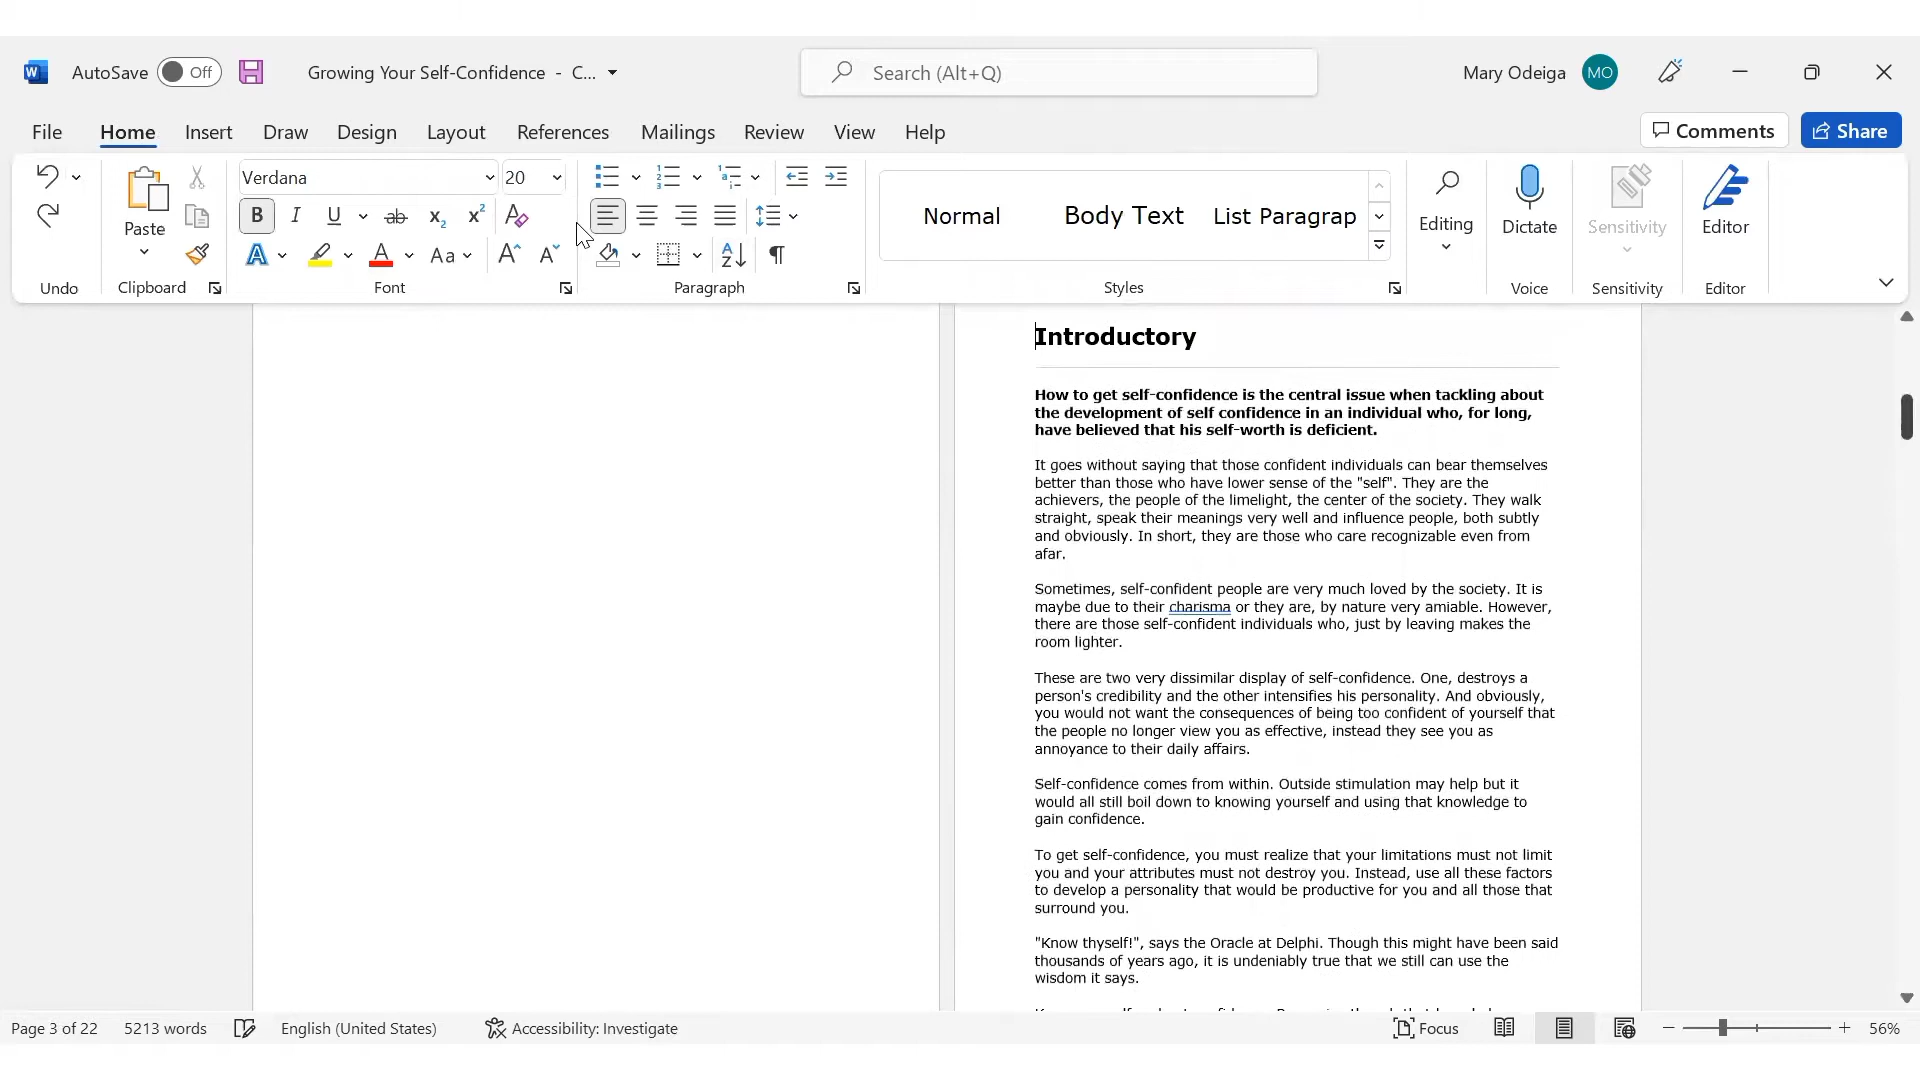 AutoSave Off Growing Your Self-Confidence - C... Search (Alt+Q) Mary Odeiga MO
File Home Insert Draw Design Layout References Mailings Review View Help Comments Share
Verdana 20
Paste
Normal Body Text List Paragrap
Editing Dictate Sensitivity Editor
Undo Clipboard Font Paragraph Styles Voice Sensitivity Editor
Introductory
How to get self-confidence is the central issue when tackling about
the development of self confidence in an individual who, for long,
have believed that his self-worth is deficient.
It goes without saying that those confident individuals can bear themselves
better than those who have lower sense of the "self". They are the
achievers, the people of the limelight, the center of the society. They walk
straight, speak their meanings very well and influence people, both subtly
and obviously. In short, they are those who care recognizable even from
afar.
Sometimes, self-confident people are very much loved by the society. It is
maybe due to their charisma or they are, by nature very amiable. However,
there are those self-confident individuals who, just by leaving makes the
room lighter.
These are two very dissimilar display of self-confidence. One, destroys a
person's credibility and the other intensifies his personality. And obviously,
you would not want the consequences of being too confident of yourself that
the people no longer view you as effective, instead they see you as
annoyance to their daily affairs.
Self-confidence comes from within. Outside stimulation may help but it
would all still boil down to knowing yourself and using that knowledge to
gain confidence.
To get self-confidence, you must realize that your limitations must not limit
you and your attributes must not destroy you. Instead, use all these factors
to develop a personality that would be productive for you and all those that
surround you.
"Know thyself!", says the Oracle at Delphi. Though this might have been said
thousands of years ago, it is undeniably true that we still can use the
wisdom it says.
Page 3 of 22 5213 words English (United States) Accessibility: Investigate Focus 56%